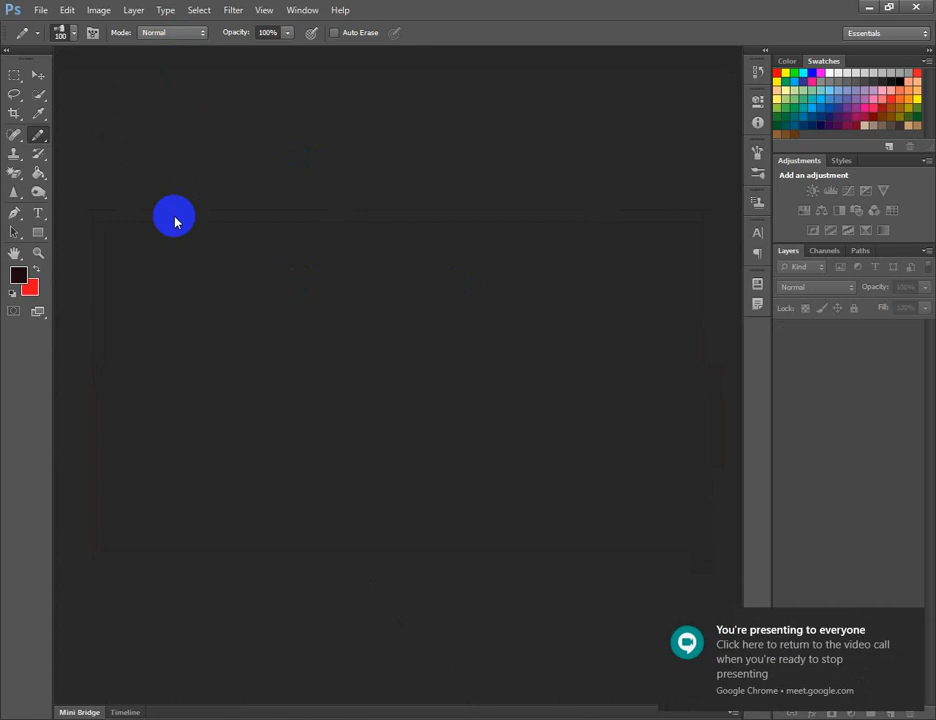 Ps File Edit Image Layer Type Select Filter View Window Help
100 Mode: Normal Opacity: 100% Auto Erase Essentials
Color Swatches
Adjustments Styles
Add an adjustment
Layers Channels Paths
Kind
Normal Opacity: 100%
Lock: Fill: 100%
You're presenting to everyone
Click here to return to the video call
when you're ready to stop
presenting
Google Chrome • meet.google.com
Mini Bridge Timeline